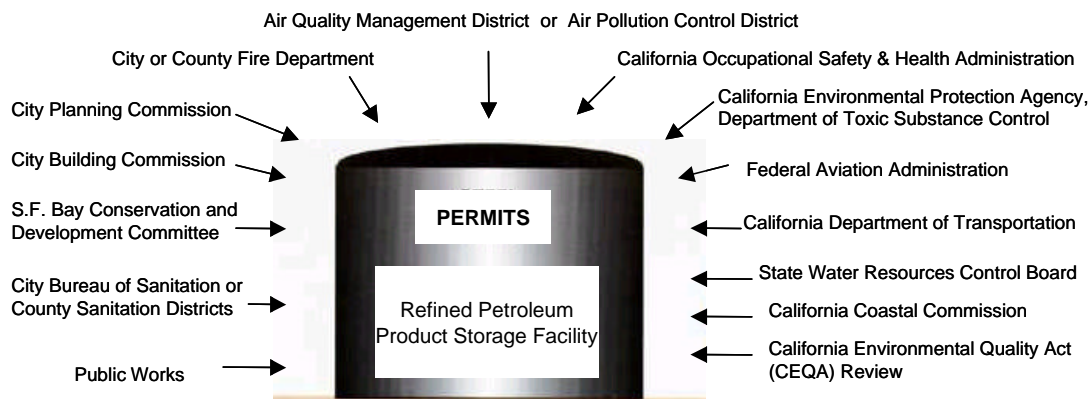 Air Quality Management District or Air Pollution Control District
City or County Fire Department
California Occupational Safety & Health Administration
City Planning Commission
California Environmental Protection Agency,
Department of Toxic Substance Control
City Building Commission
Federal Aviation Administration
S.F. Bay Conservation and
Development Committee
PERMITS
California Department of Transportation
City Bureau of Sanitation or
County Sanitation Districts
Refined Petroleum
Product Storage Facility
State Water Resources Control Board
California Coastal Commission
Public Works
California Environmental Quality Act
(CEQA) Review